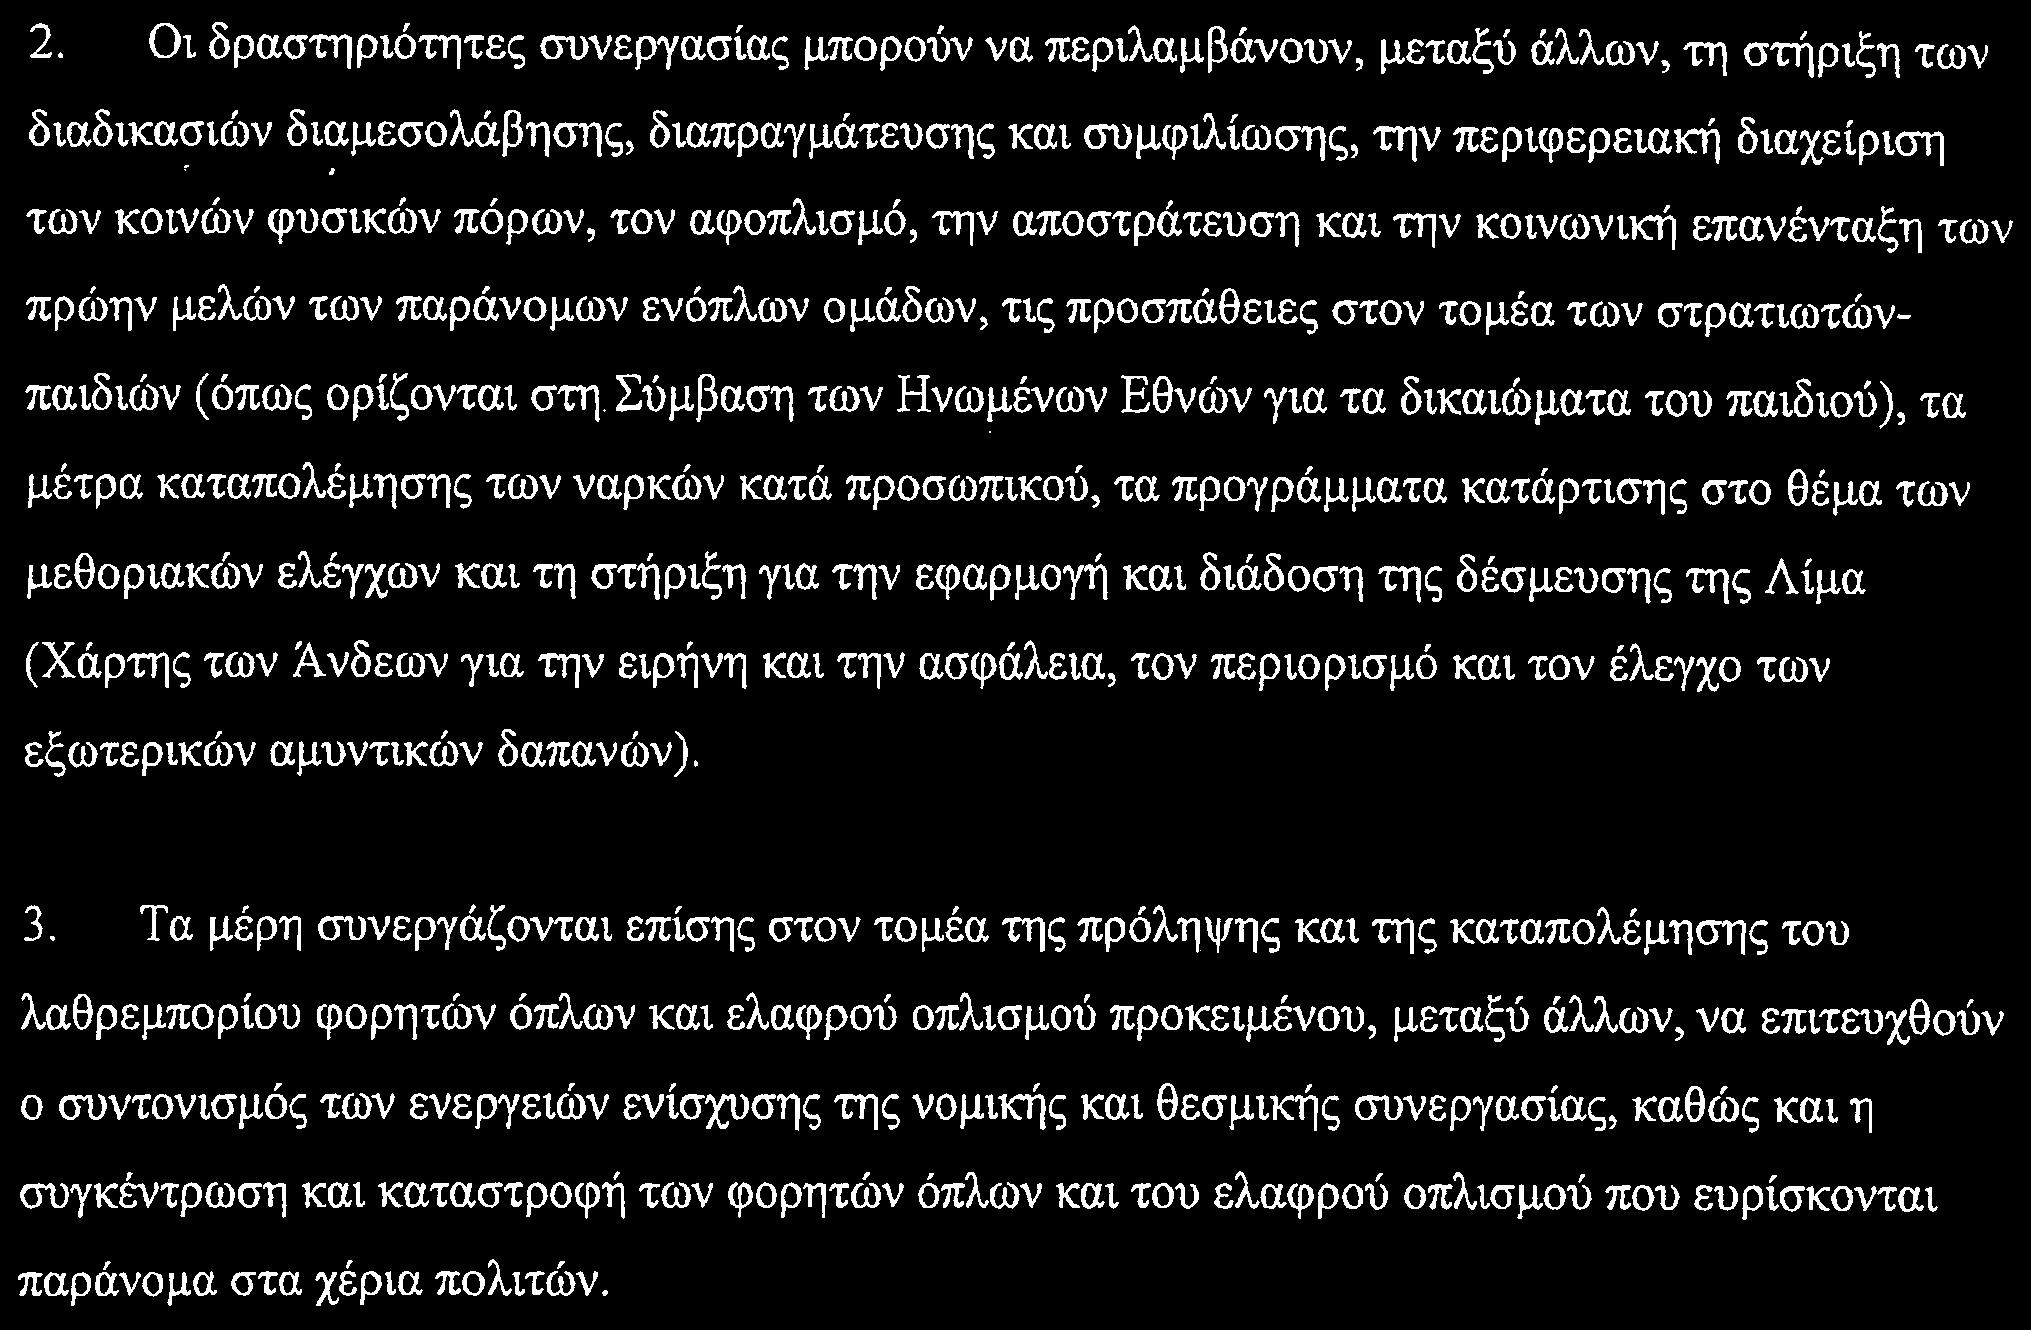 2. Οι δραστηριότητες συνεργασίας μπορούν να περιλαμβάνουν, μεταξύ άλλων, τη στήριξη των
διαδικασιών διαμεσολάβησης, διαπραγμάτευσης και συμφιλίωσης, την περιφερειακή διαχείριση
των κοινών φυσικών πόρων, τον αφοπλισμό, την αποστράτευση και την κοινωνική επανένταξη των
πρώην μελών των παράνομων ενόπλων ομάδων, τις προσπάθειες στον τομέα των στρατιωτών-
παιδιών (όπως ορίζονται στη Σύμβαση των Ηνωμένων Εθνών για τα δικαιώματα του παιδιού), τα
μέτρα καταπολέμησης των ναρκών κατά προσωπικού, τα προγράμματα κατάρτισης στο θέμα των
μεθοριακών ελέγχων και τη στήριξη για την εφαρμογή και διάδοση της δέσμευσης της Λίμα
(Χάρτης των Άνδεων για την ειρήνη και την ασφάλεια, τον περιορισμό και τον έλεγχο των
εξωτερικών αμυντικών δαπανών).
3. Τα μέρη συνεργάζονται επίσης στον τομέα της πρόληψης και της καταπολέμησης του
λαθρεμπορίου φορητών όπλων και ελαφρού οπλισμού προκειμένου, μεταξύ άλλων, να επιτευχθούν
ο συντονισμός των ενεργειών ενίσχυσης της νομικής και θεσμικής συνεργασίας, καθώς και η
συγκέντρωση και καταστροφή των φορητών όπλων και του ελαφρού οπλισμού που ευρίσκονται
παράνομα στα χέρια πολιτών.